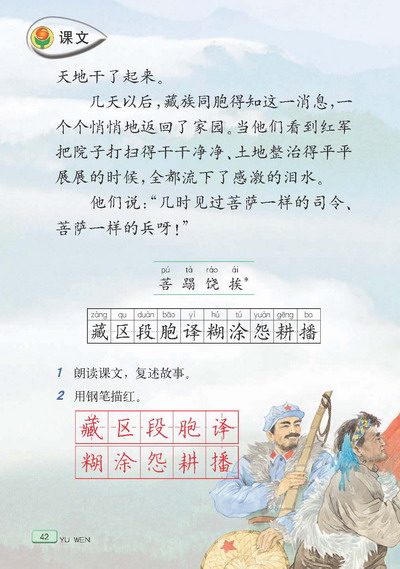 课文
天地干了起来。
几天以后，藏族同胞得知这一消息，一
个个悄悄地返回了家园。当他们看到红军
把院子打扫得干干净净、土地整治得平平
展展的时候，全都流下了感激的泪水。
他们说：“几时见过菩萨一样的司令、
菩萨一样的兵呀！”
pú tā ráo ái
菩 蹋 饶 挨*
zàng qu duàn bāo yí hú tú yuàn gēng bō
藏 区 段 胞 译 糊 涂 怨 耕 播
1 朗读课文，复述故事。
2 用钢笔描红。
藏 区 段 胞 译
糊 涂 怨 耕 播
42 YU WEN